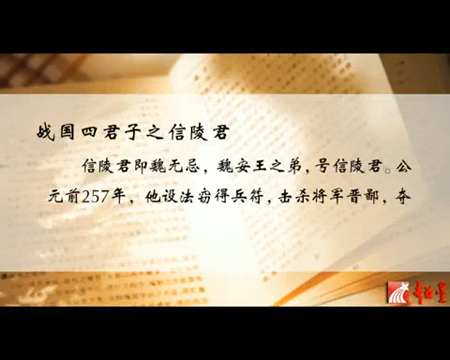 战国四君子之信陵君
信陵君即魏无忌，魏安王之弟，号信陵君。公
元前257年，他设法窃得兵符，击杀将军晋鄙，夺